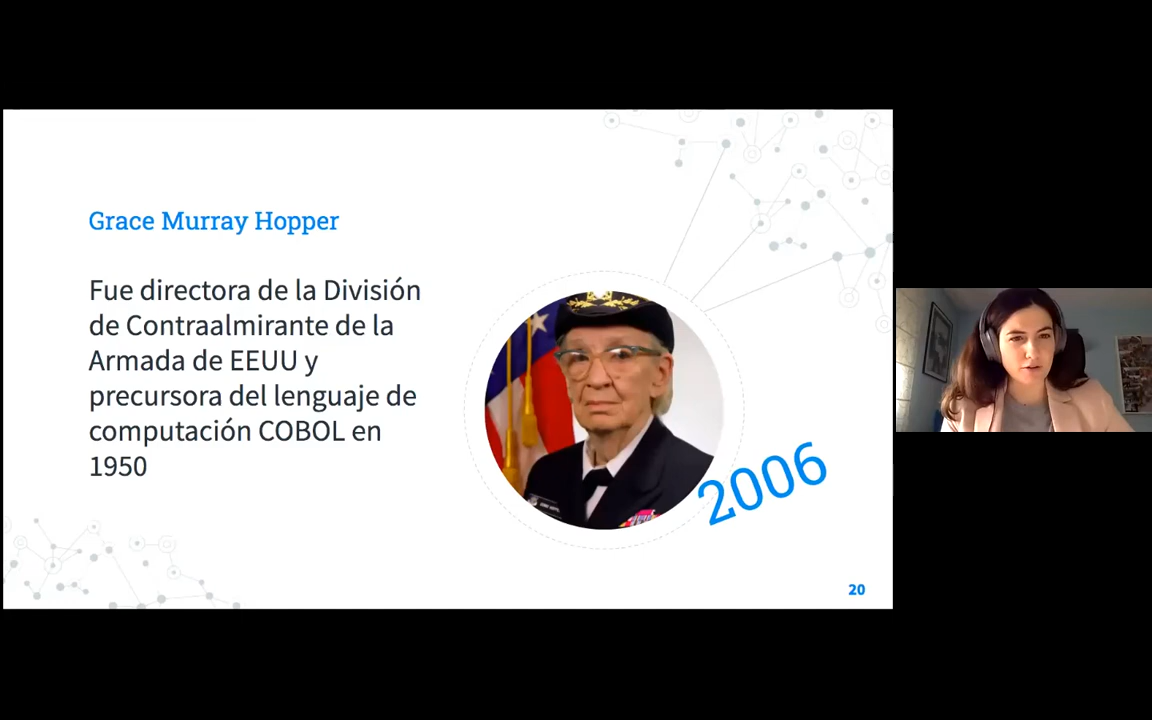 Grace Murray Hopper
Fue directora de la División
de Contraalmirante de la
Armada de EEUU y
precursora del lenguaje de
computación COBOL en
1950
2006
20